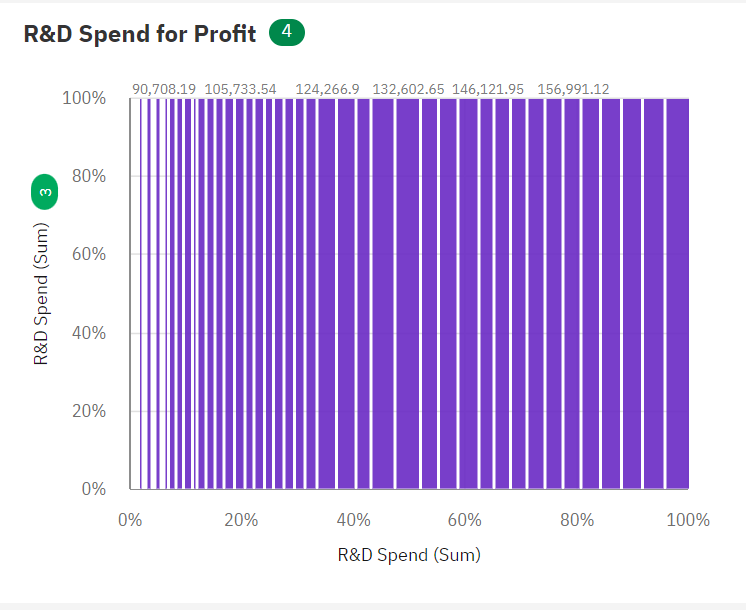 R&D Spend for Profit 4
90,708.19 105,733.54 124,266.9 132,602.65 146,121.95 156,991.12
100%
80%
60%
40%
20%
0%
3
R&D Spend (Sum)
0% 20% 40% 60% 80% 100%
R&D Spend (Sum)